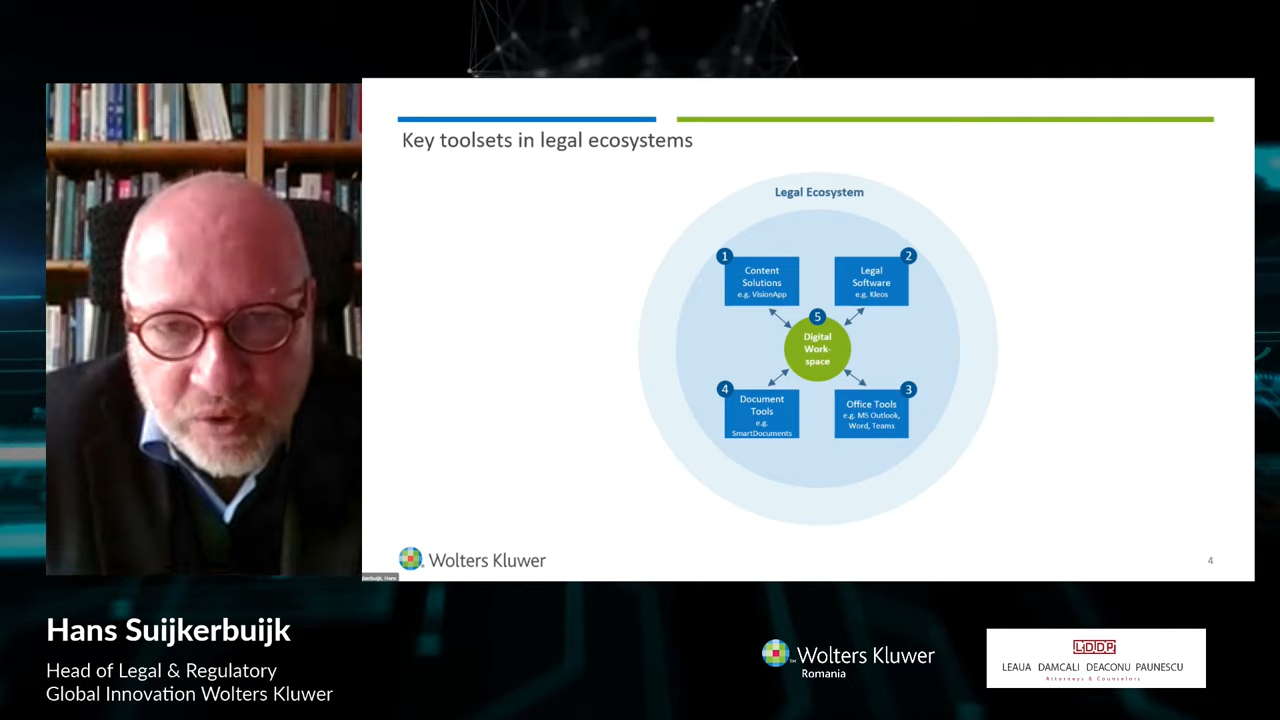 Key toolsets in legal ecosystems
Legal Ecosystem
1
Content
Solutions
e.g. VisionApp
2
Legal
Software
e.g. Kleos
5
Digital
Work-
space
4
Document
Tools
e.g.
SmartDocuments
3
Office Tools
e.g. MS Outlook,
Word, Teams
Wolters Kluwer
4
Hans Suijkerbuijk
Head of Legal & Regulatory
Global Innovation Wolters Kluwer
Wolters Kluwer
Romania
LDDP
LEAUA DAMCALI DEACONU PAUNESCU
Attorneys & Counselors